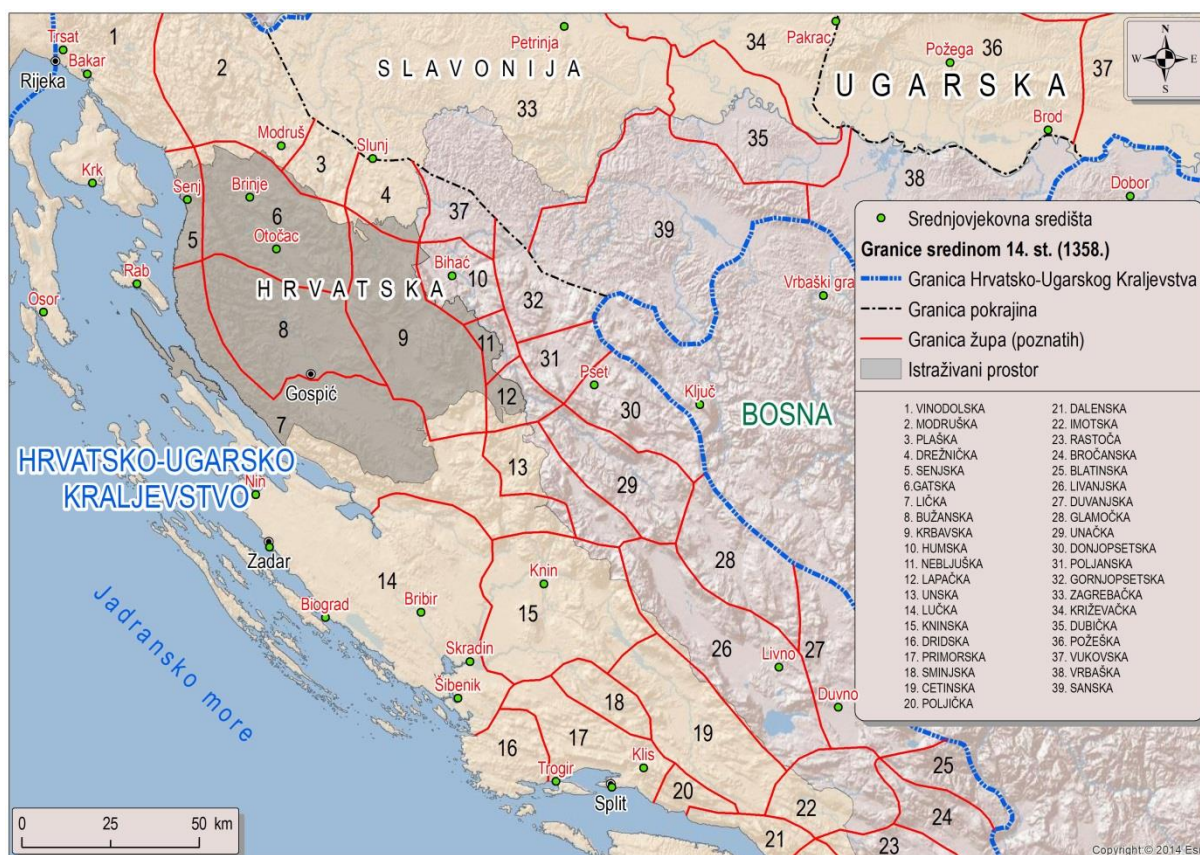 1
Trsat
Bakar
Rijeka
2
Petrinja
SLAVONIJA
33
34
Pakrac
Požega
36
37
UGARSKA
Brod
N
W E
S
Krk
Modruš
3
Slunj
4
35
38
Dobor
Senj
Brinje
6
Otočac
5
37
Rab
HRVATSKA
Bihać
10
39
Osor
32
Vrbaški gra
8
9
11
31
Gospić
12
Pset
30
Ključ
BOSNA
7
HRVATSKO-UGARSKO
KRALJEVSTVO
Nin
13
29
Zadar
28
14
Knin
15
Jadransko more
Biograd
Bribir
Skradin
26
Livno
27
Šibenik
Duvno
18
19
16
17
Klis
25
Trogir
Split
20
22
24
21
23
Srednjovjekovna središta
Granice sredinom 14. st. (1358.)
Granica Hrvatsko-Ugarskog Kraljevstva
Granica pokrajina
Granica župa (poznatih)
Istraživani prostor
1. VINODOLSKA
2. MODRUŠKA
3. PLAŠKA
4. DREŽNIČKA
5. SENJSKA
6.GATSKA
7. LIČKA
8. BUŽANSKA
9. KRBAVSKA
10. HUMSKA
11. NEBLJUŠKA
12. LAPAČKA
13. UNSKA
14. LUČKA
15. KNINSKA
16. DRIDSKA
17. PRIMORSKA
18. SMINJSKA
19. CETINSKA
20. POLJIČKA
21. DALENSKA
22. IMOTSKA
23. RASTOČA
24. BROČANSKA
25. BLATINSKA
26. LIVANJSKA
27. DUVANJSKA
28. GLAMOČKA
29. UNAČKA
30. DONJOPSETSKA
31. POLJANSKA
32. GORNJOPSETSKA
33. ZAGREBAČKA
34. KRIŽEVAČKA
35. DUBIČKA
36. POŽEŠKA
37. VUKOVSKA
38. VRBAŠKA
39. SANSKA
0 25 50 km
Copyright:© 2014 Es